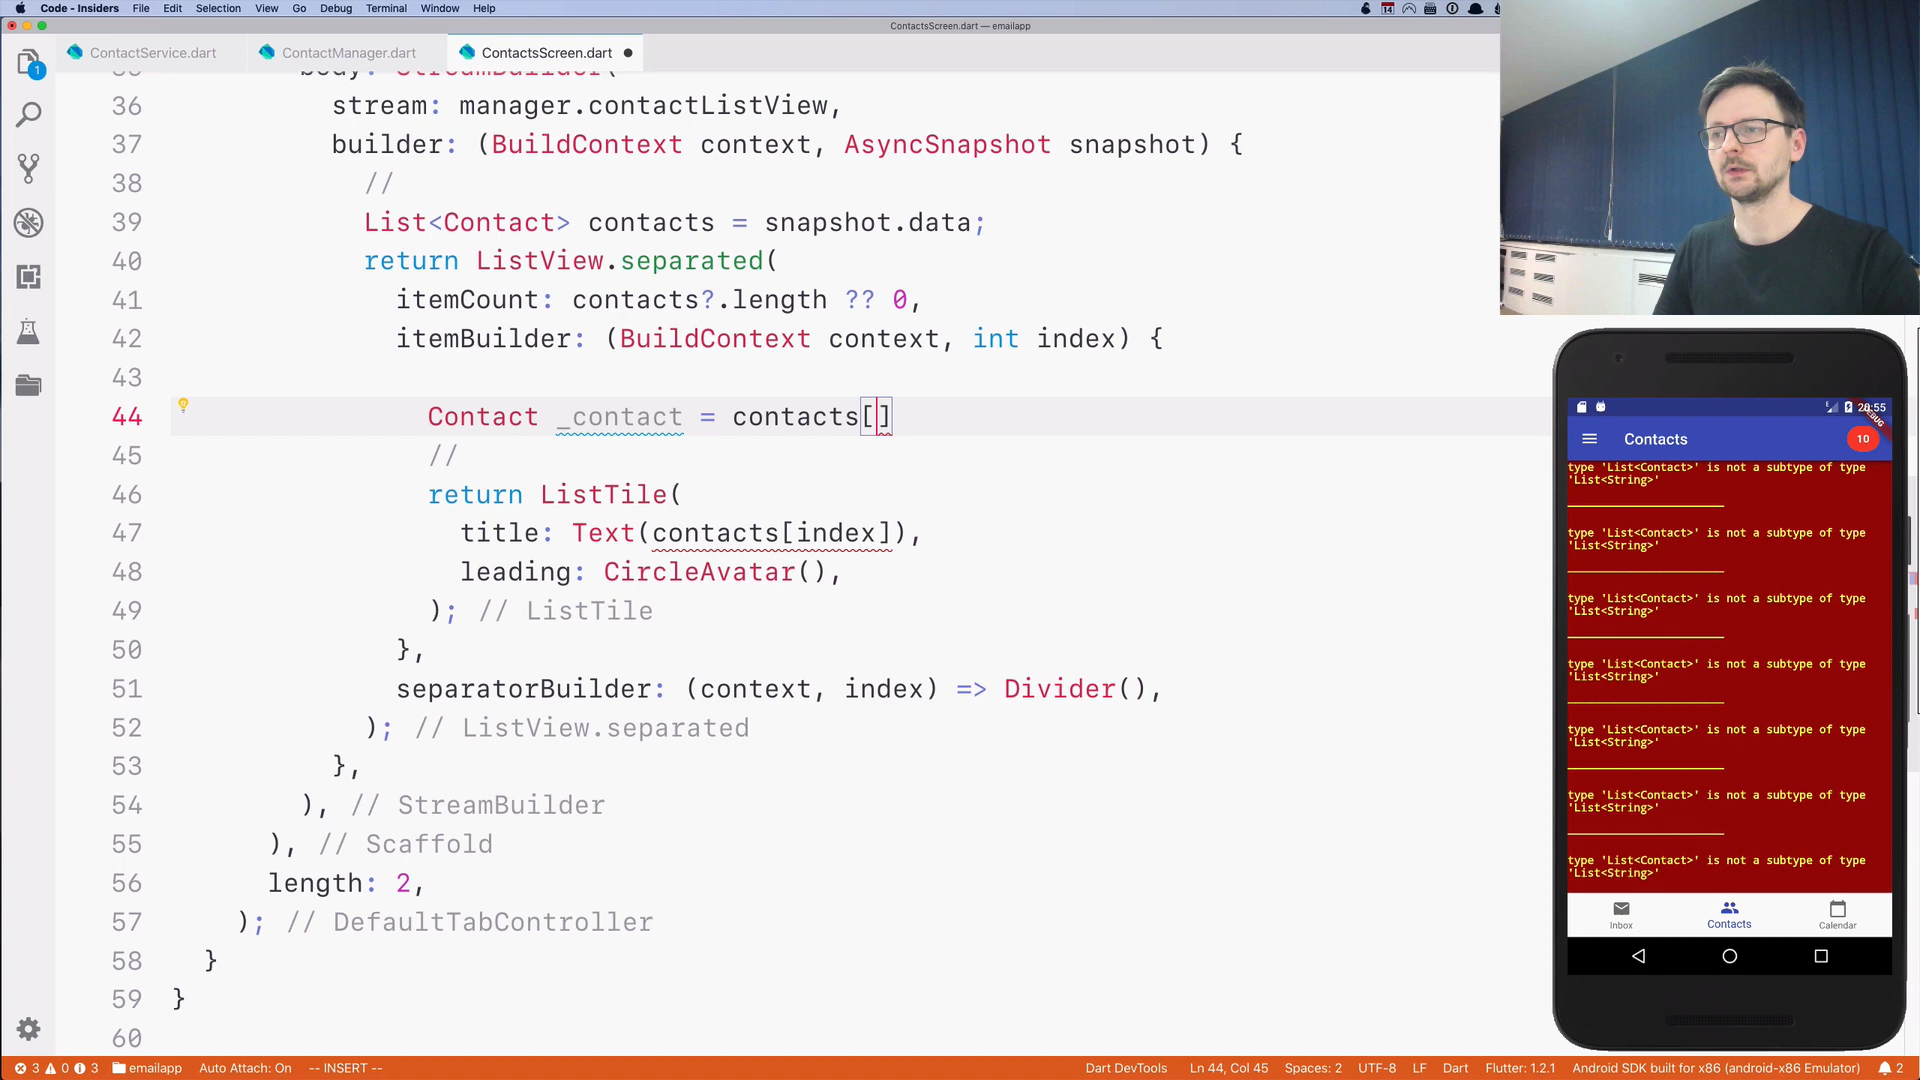 Code - Insiders File Edit Selection View Go Debug Terminal Window Help
14
ContactsScreen.dart — emailapp
ContactService.dart ContactManager.dart ContactsScreen.dart
1
body: StreamBuilder(
36 stream: manager.contactListView,
37 builder: (BuildContext context, AsyncSnapshot snapshot) {
38 //
39 List<Contact> contacts = snapshot.data;
40 return ListView.separated(
41 itemCount: contacts?.length ?? 0,
42 itemBuilder: (BuildContext context, int index) {
43
44 Contact _contact = contacts[]
45 //
46 return ListTile(
47 title: Text(contacts[index]),
48 leading: CircleAvatar(),
49 ); // ListTile
50 },
51 separatorBuilder: (context, index) => Divider(),
52 ); // ListView.separated
53 },
54 ), // StreamBuilder
55 ), // Scaffold
56 length: 2,
57 ); // DefaultTabController
58 }
59 }
60
20:55
DEBUG
Contacts 10
type 'List<Contact>' is not a subtype of type
'List<String>'
type 'List<Contact>' is not a subtype of type
'List<String>'
type 'List<Contact>' is not a subtype of type
'List<String>'
type 'List<Contact>' is not a subtype of type
'List<String>'
type 'List<Contact>' is not a subtype of type
'List<String>'
type 'List<Contact>' is not a subtype of type
'List<String>'
type 'List<Contact>' is not a subtype of type
'List<String>'
Inbox Contacts Calendar
3 0 3 emailapp Auto Attach: On -- INSERT -- Dart DevTools Ln 44, Col 45 Spaces: 2 UTF-8 LF Dart Flutter: 1.2.1 Android SDK built for x86 (android-x86 Emulator) 2